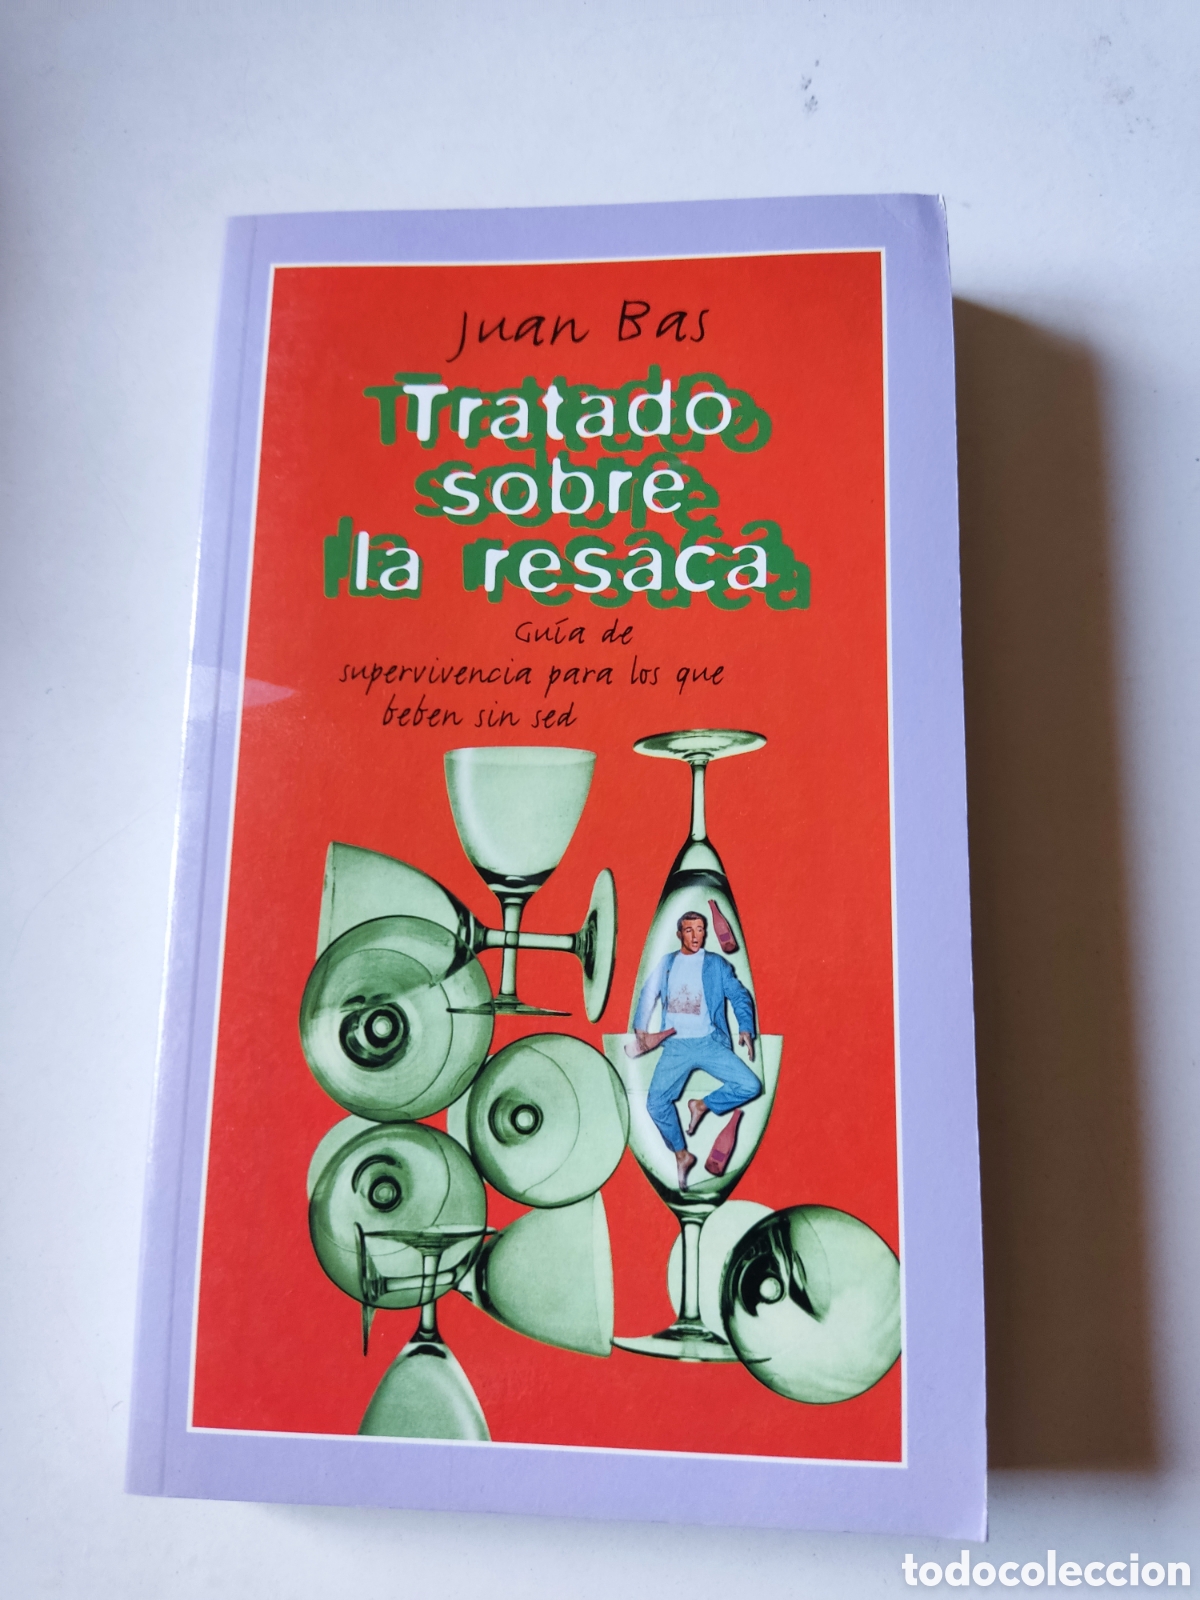 Juan Bas
Tratado
sobre
la resaca
Guía de
supervivencia para los que
beben sin sed
todocoleccion